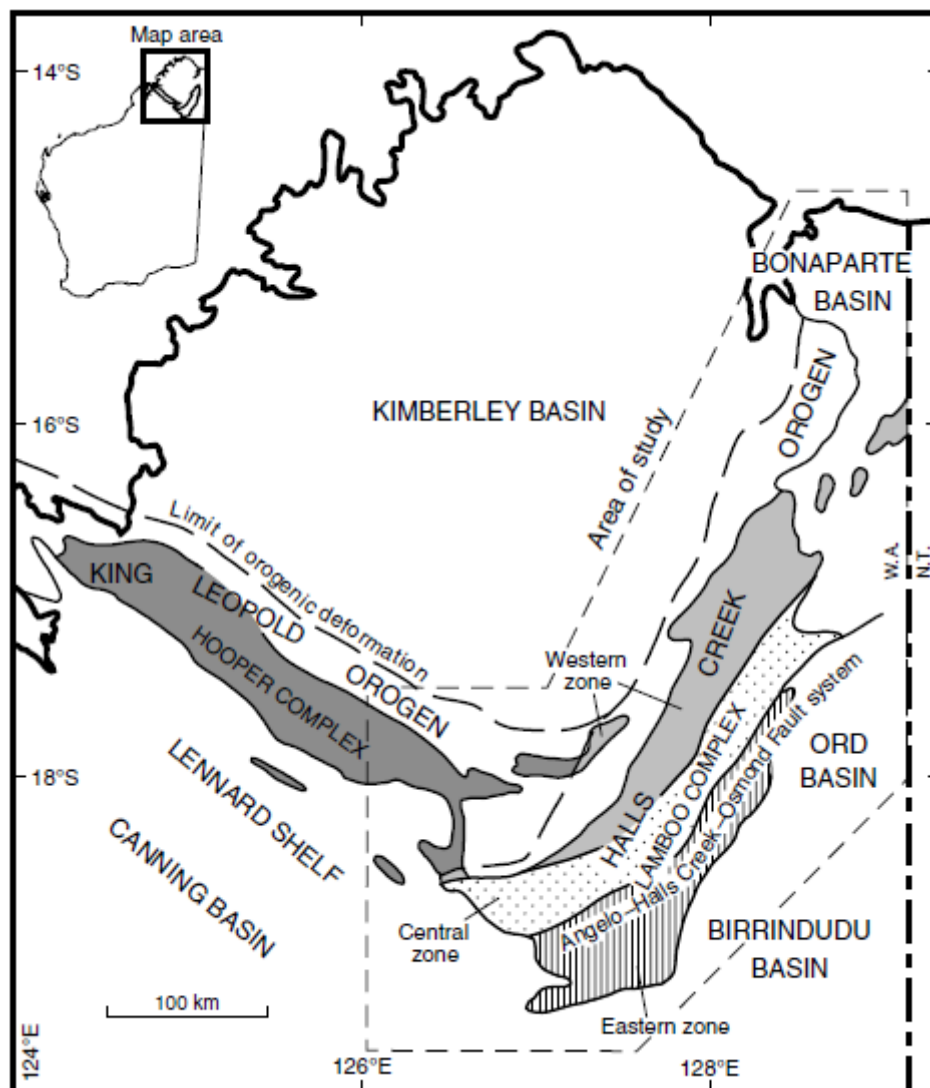 Map area
14°S
BONAPARTE
BASIN
OROGEN
KIMBERLEY BASIN
16°S
Area of study
Limit of orogenic deformation
W.A.
N.T.
KING
LEOPOLD
OROGEN
HOOPER COMPLEX
Western
zone
HALLS
CREEK
LAMBOO COMPLEX
Angelo–Halls Creek–Osmond Fault system
ORD
BASIN
18°S
LENNARD SHELF
CANNING BASIN
Central
zone
BIRRINDUDU
BASIN
100 km
Eastern zone
124°E
126°E
128°E